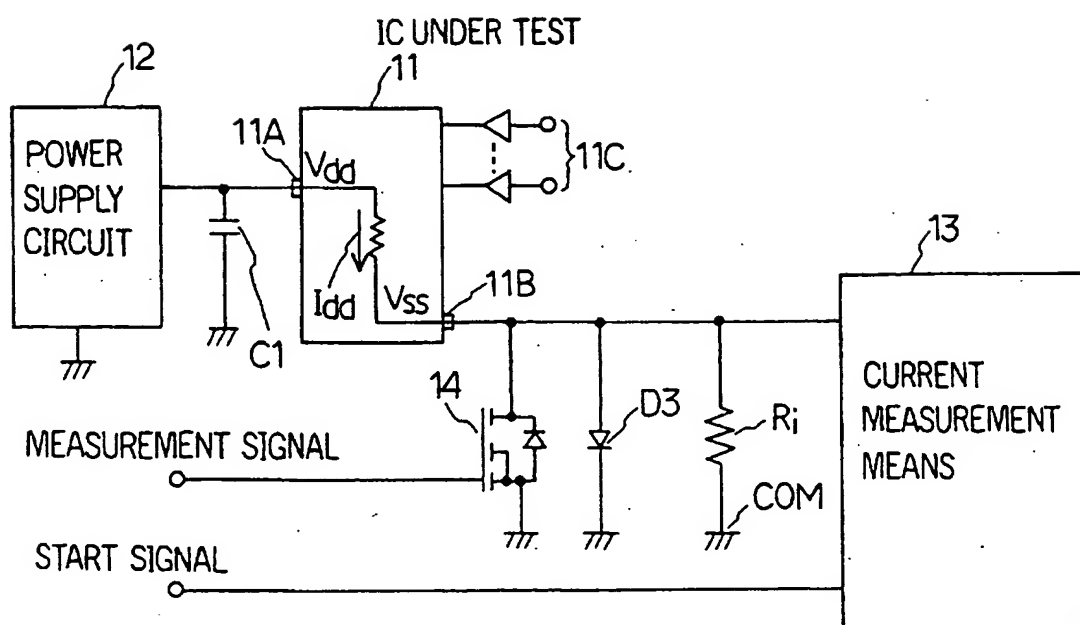 IC UNDER TEST
12
11
POWER
SUPPLY
CIRCUIT
11A
Vdd
11C
Idd
Vss
11B
C1
13
14
D3
Ri
COM
CURRENT
MEASUREMENT
MEANS
MEASUREMENT SIGNAL
START SIGNAL